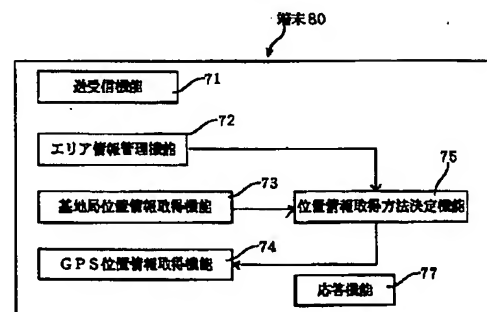 端末80
送受信機能
71
72
エリア情報管理機能
73
75
基地局位置情報取得機能
位置情報取得方法決定機能
74
GPS位置情報取得機能
77
応答機能